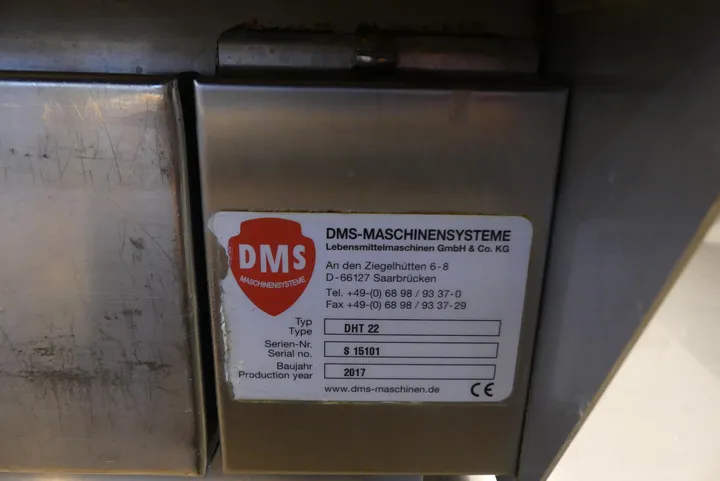 DMS
MASCHINENSYSTEME
DMS-MASCHINENSYSTEME
Lebensmittelmaschinen GmbH & Co. KG
An den Ziegelhütten 6-8
D-66127 Saarbrücken
Tel. +49-(0) 68 98 / 93 37-0
Fax +49-(0) 68 98 / 93 37-29
Typ
Type
DHT 22
Serien-Nr.
Serial no.
S 15101
Baujahr
Production year
2017
www.dms-maschinen.de
CE